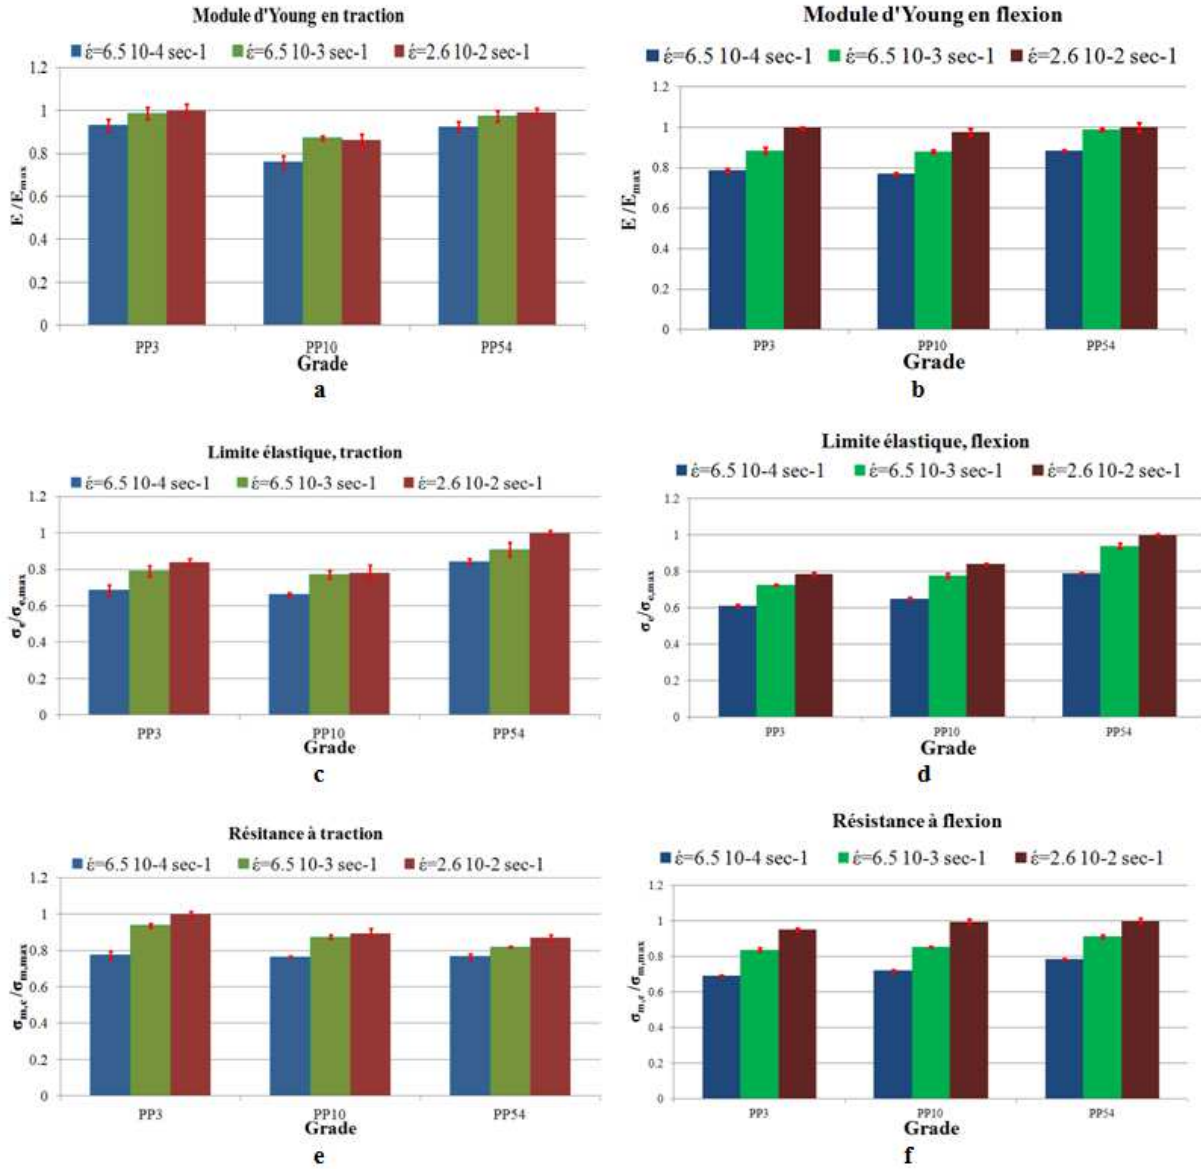 Module d'Young en traction
ε̇=6.5 10-4 sec-1 ε̇=6.5 10-3 sec-1 ε̇=2.6 10-2 sec-1
1.2
1
0.8
0.6
0.4
0.2
0
E /Emax
PP3 PP10 PP54
Grade
a
Module d'Young en flexion
ε̇=6.5 10-4 sec-1 ε̇=6.5 10-3 sec-1 ε̇=2.6 10-2 sec-1
1.2
1
0.8
0.6
0.4
0.2
0
E /Emax
PP3 PP10 PP54
Grade
b
Limite élastique, traction
ε̇=6.5 10-4 sec-1 ε̇=6.5 10-3 sec-1 ε̇=2.6 10-2 sec-1
1.2
1
0.8
0.6
0.4
0.2
0
σe/σe,max
PP3 PP10 PP54
Grade
c
Limite élastique, flexion
ε̇=6.5 10-4 sec-1 ε̇=6.5 10-3 sec-1 ε̇=2.6 10-2 sec-1
1.2
1
0.8
0.6
0.4
0.2
0
σe/σe,max
PP3 PP10 PP54
Grade
d
Résitance à traction
ε̇=6.5 10-4 sec-1 ε̇=6.5 10-3 sec-1 ε̇=2.6 10-2 sec-1
1.2
1
0.8
0.6
0.4
0.2
0
σm,c /σm,max
PP3 PP10 PP54
Grade
e
Résistance à flexion
ε̇=6.5 10-4 sec-1 ε̇=6.5 10-3 sec-1 ε̇=2.6 10-2 sec-1
1.2
1
0.8
0.6
0.4
0.2
0
σm,c /σm,max
PP3 PP10 PP54
Grade
f